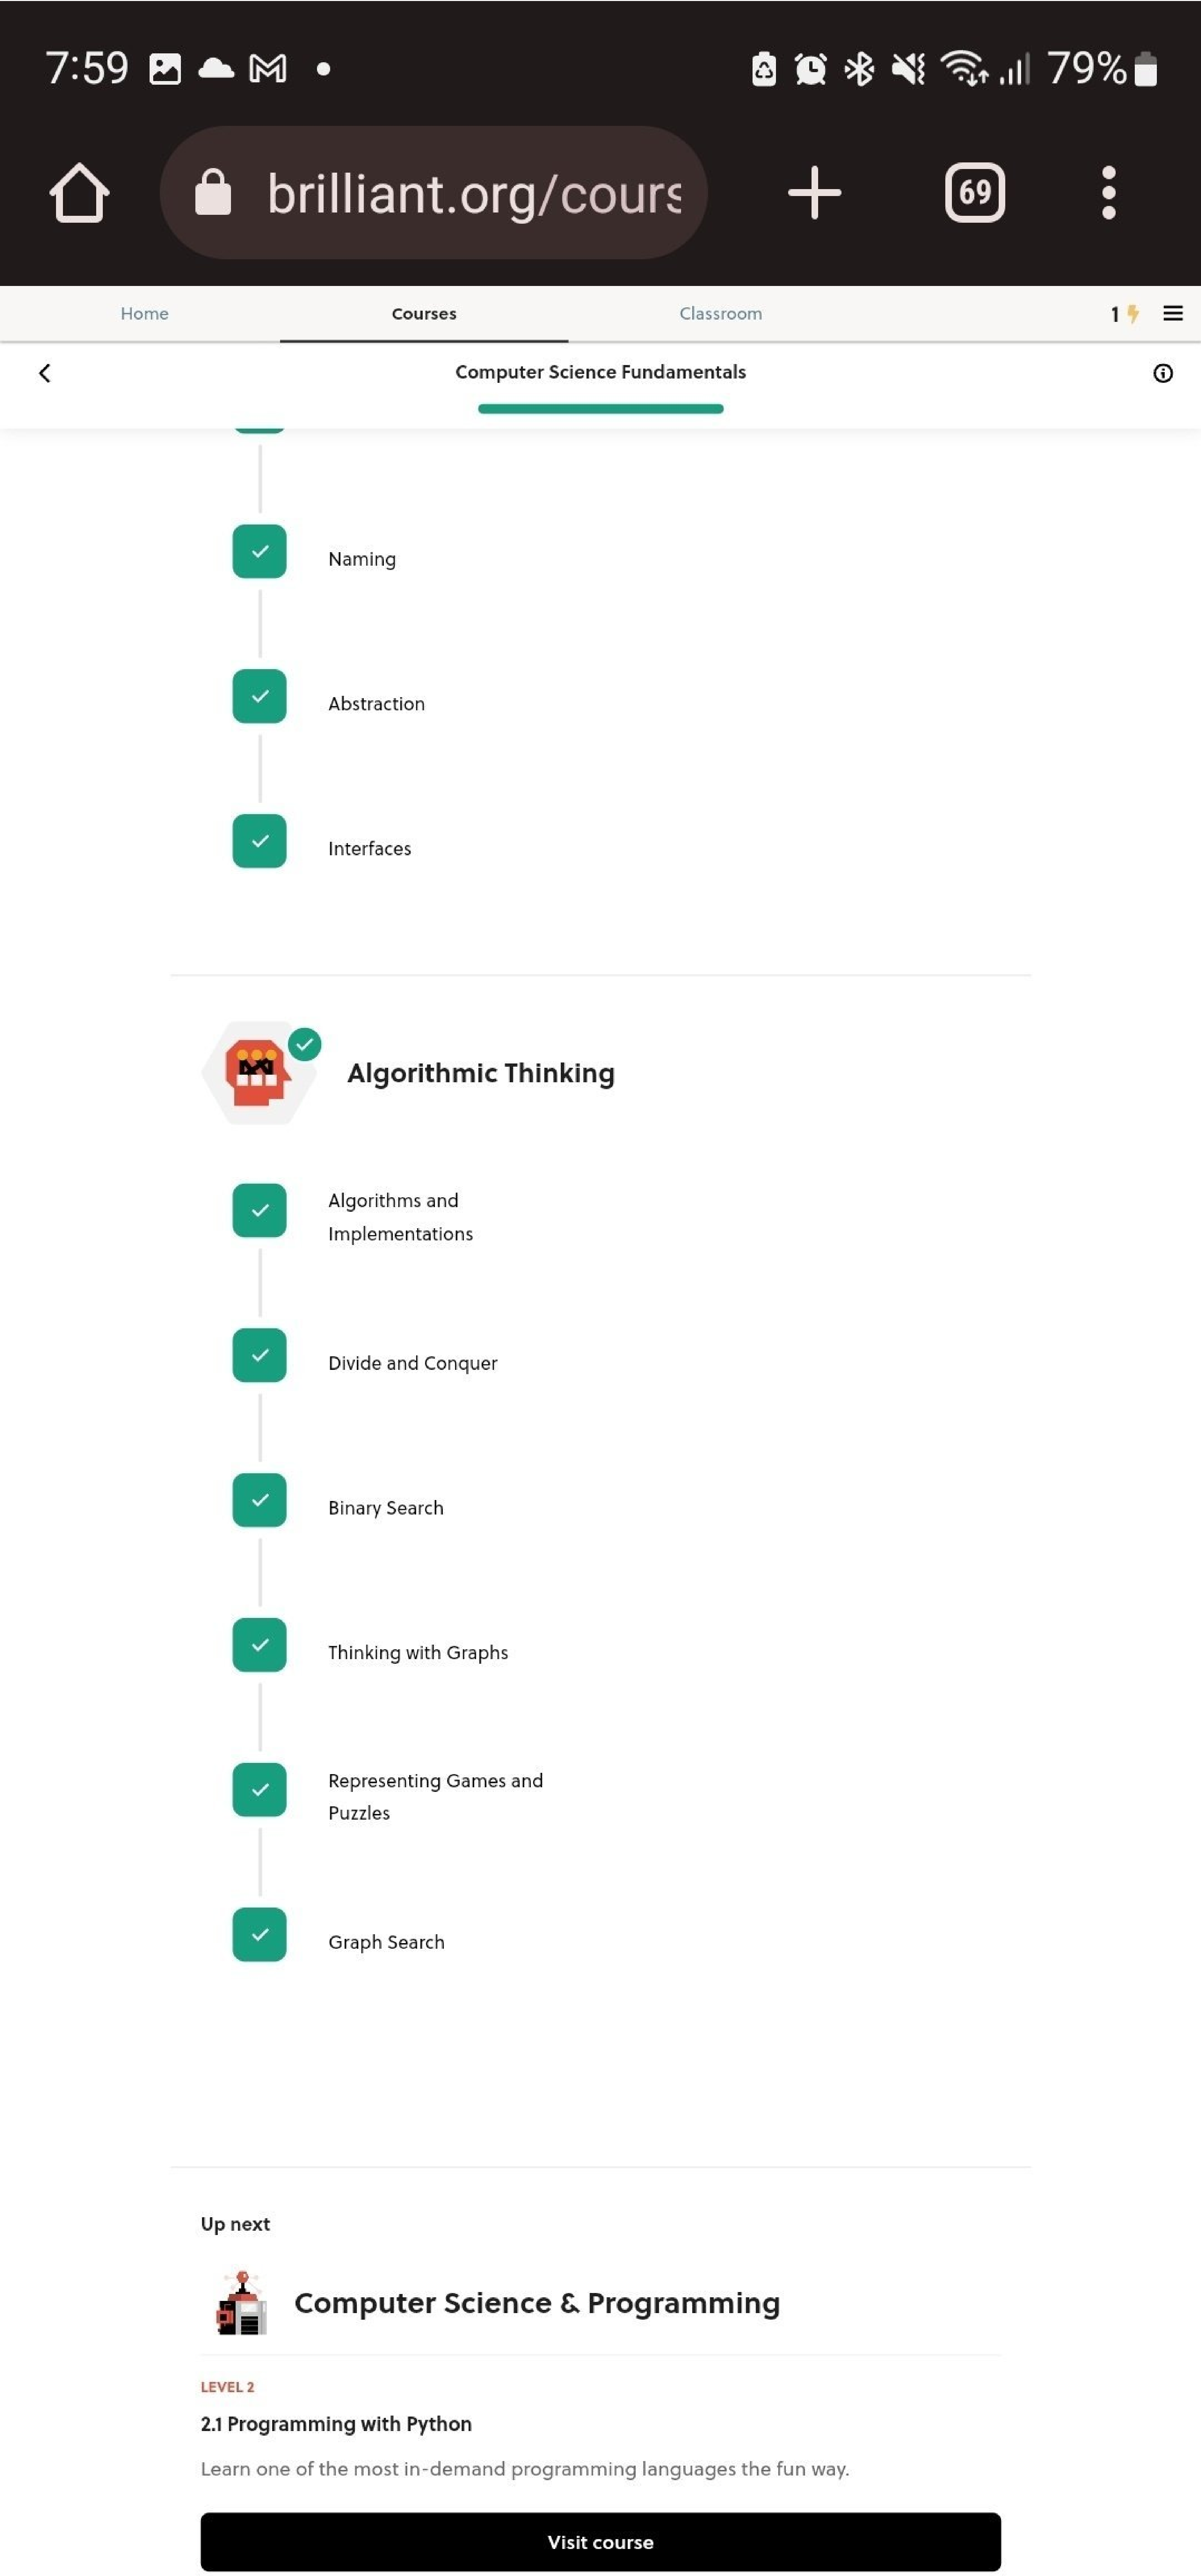 7:59 79%
brilliant.org/cours
69
Home Courses Classroom 1
Computer Science Fundamentals
Naming
Abstraction
Interfaces
Algorithmic Thinking
Algorithms and
Implementations
Divide and Conquer
Binary Search
Thinking with Graphs
Representing Games and
Puzzles
Graph Search
Up next
Computer Science & Programming
LEVEL 2
2.1 Programming with Python
Learn one of the most in-demand programming languages the fun way.
Visit course